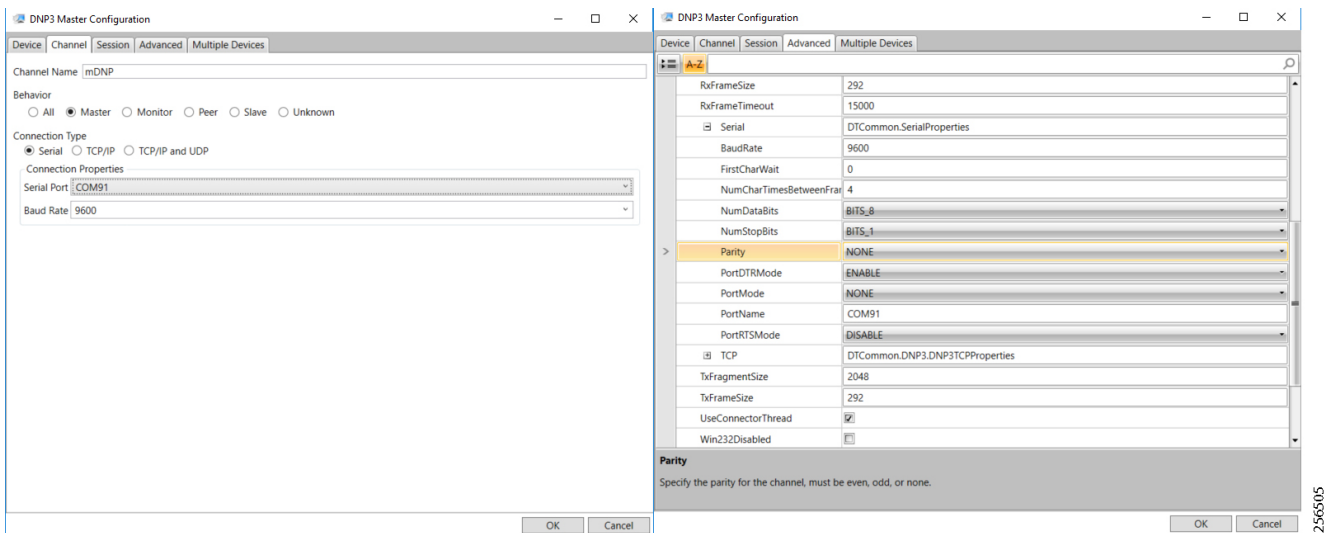 DNP3 Master Configuration
Device Channel Session Advanced Multiple Devices
Channel Name mDNP
Behavior
All Master Monitor Peer Slave Unknown
Connection Type
Serial TCP/IP TCP/IP and UDP
Connection Properties
Serial Port COM91
Baud Rate 9600
OK Cancel
DNP3 Master Configuration
Device Channel Session Advanced Multiple Devices
A-Z
RxFrameSize 292
RxFrameTimeout 15000
Serial DTCommon.SerialProperties
BaudRate 9600
FirstCharWait 0
NumCharTimesBetweenFrar 4
NumDataBits BITS_8
NumStopBits BITS_1
Parity NONE
PortDTRMode ENABLE
PortMode NONE
PortName COM91
PortRTSMode DISABLE
TCP DTCommon.DNP3.DNP3TCPProperties
TxFragmentSize 2048
TxFrameSize 292
UseConnectorThread
Win232Disabled
Parity
Specify the parity for the channel, must be even, odd, or none.
OK Cancel
256505